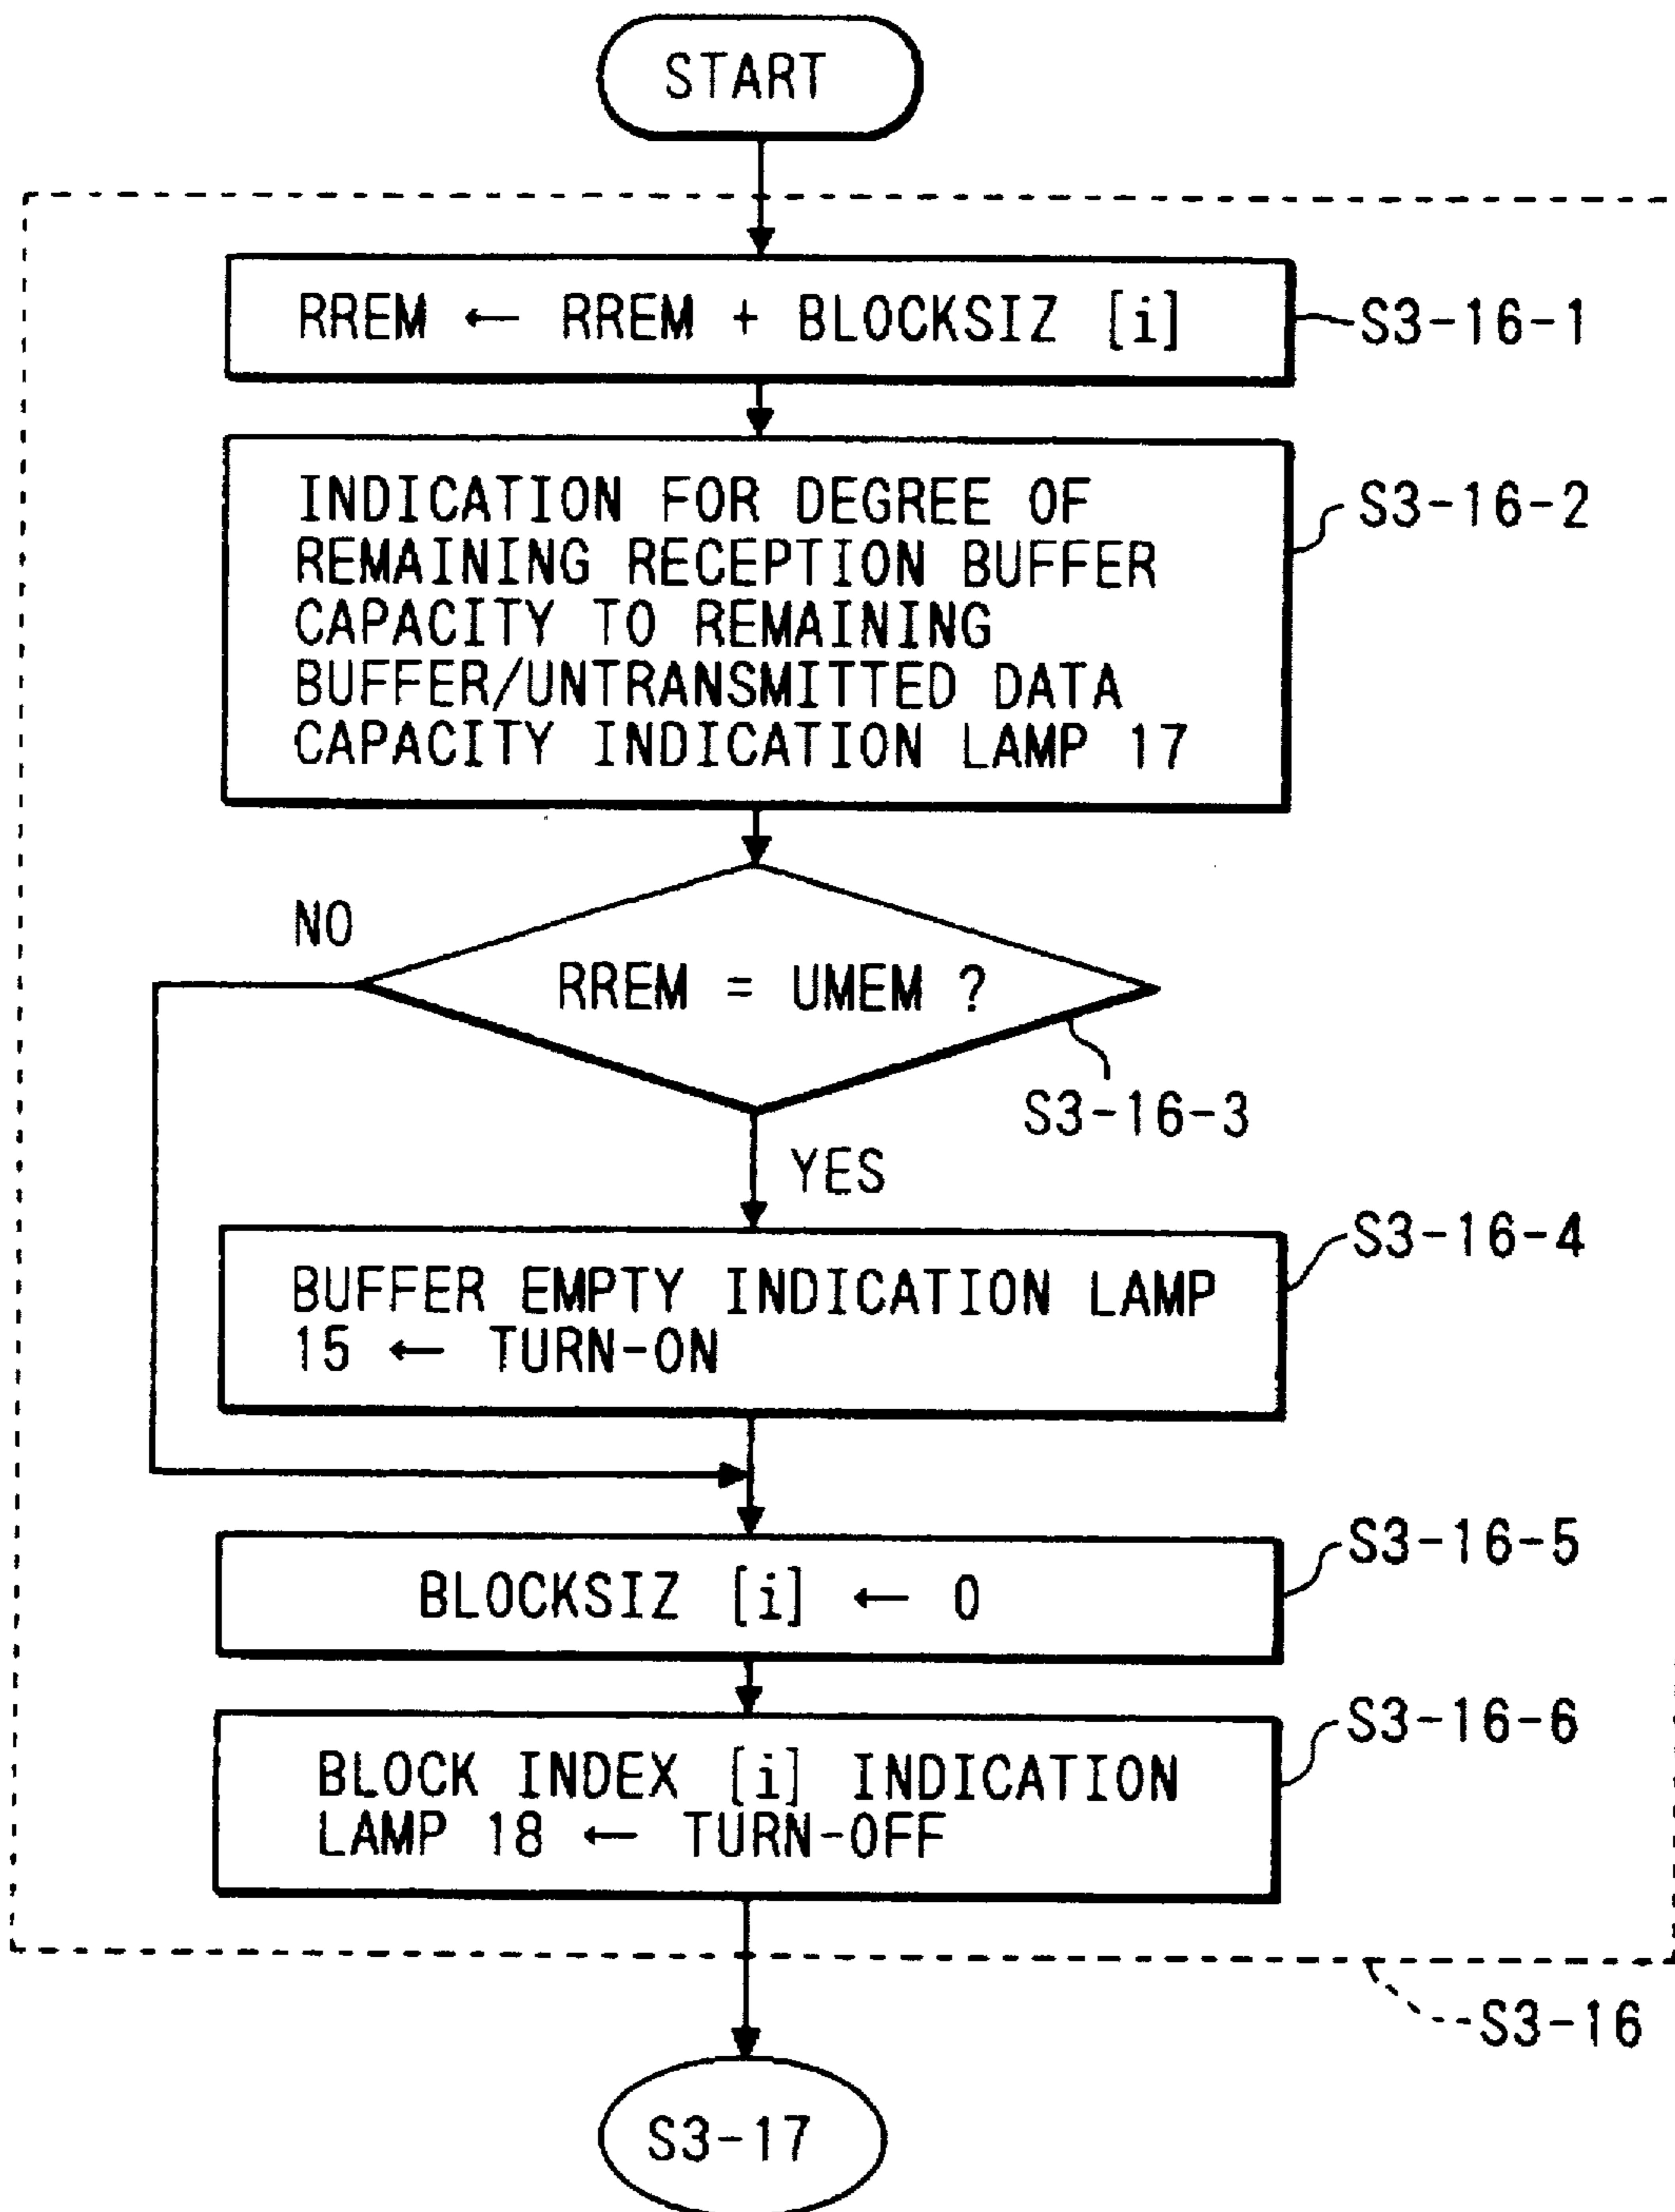 START
RREM ← RREM + BLOCKSIZ [i]
S3-16-1
INDICATION FOR DEGREE OF
REMAINING RECEPTION BUFFER
CAPACITY TO REMAINING
BUFFER/UNTRANSMITTED DATA
CAPACITY INDICATION LAMP 17
S3-16-2
NO
RREM = UMEM ?
S3-16-3
YES
BUFFER EMPTY INDICATION LAMP
15 ← TURN-ON
S3-16-4
BLOCKSIZ [i] ← 0
S3-16-5
BLOCK INDEX [i] INDICATION
LAMP 18 ← TURN-OFF
S3-16-6
S3-16
S3-17